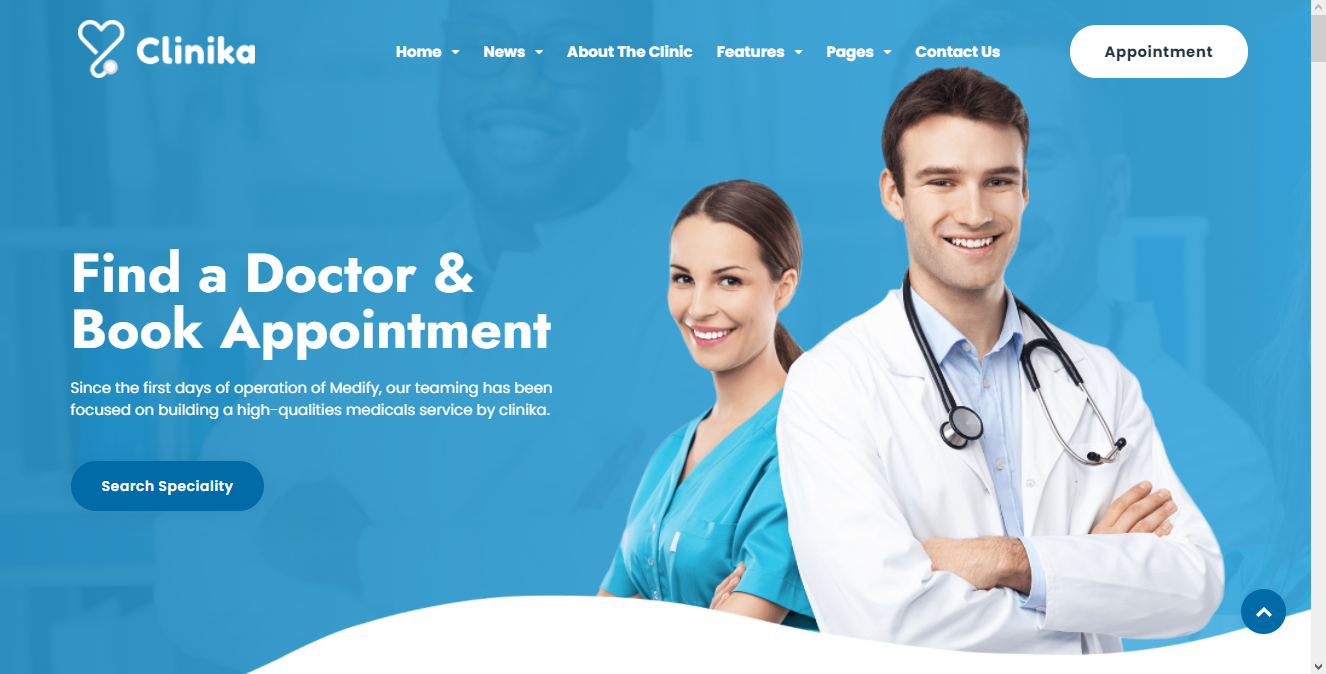 Clinika
Home
News
About The Clinic
Features
Pages
Contact Us
Appointment
Find a Doctor &
Book Appointment
Since the first days of operation of Medify, our teaming has been
focused on building a high-qualities medicals service by clinika.
Search Speciality